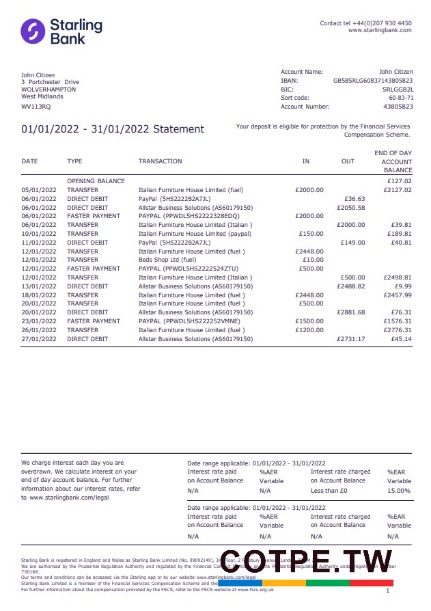 Starling
Bank
Contact tel +44(0)207 930 4450
www.starlingbank.com
John Citizen
3 Portchester Drive
WOLVERHAMPTON
West Midlands
WV113RQ
Account Name: John Citizen
IBAN: GB58SRLG60837143805823
BIC: SRLGGB2L
Sort code: 60-83-71
Account Number: 43805823
01/01/2022 - 31/01/2022 Statement
Your deposit is eligible for protection by the Financial Services
Compensation Scheme.
DATE TYPE TRANSACTION IN OUT END OF DAY ACCOUNT BALANCE
OPENING BALANCE £127.02
05/01/2022 TRANSFER Italian Furniture House Limited (fuel) £2000.00 £2127.02
06/01/2022 DIRECT DEBIT PayPal (5HS2222B2A7JL) £36.63
06/01/2022 DIRECT DEBIT Allstar Business Solutions (AS60179150) £2050.58
06/01/2022 FASTER PAYMENT PAYPAL (PPWDL5HS2222328EDQ) £2000.00
06/01/2022 TRANSFER Italian Furniture House Limited (Italian ) £2000.00 £39.81
10/01/2022 TRANSFER Italian Furniture House Limited (paypal) £150.00 £189.81
11/01/2022 DIRECT DEBIT PayPal (5HS2222B2A7JL) £149.00 £40.81
12/01/2022 TRANSFER Italian Furniture House Limited (fuel ) £2448.00
12/01/2022 TRANSFER Beds Shop Ltd (fuel) £10.00
12/01/2022 FASTER PAYMENT PAYPAL (PPWDL5HS2222524ZTU) £500.00
12/01/2022 TRANSFER Italian Furniture House Limited (Italian ) £500.00 £2498.81
13/01/2022 DIRECT DEBIT Allstar Business Solutions (AS60179150) £2488.82 £9.99
18/01/2022 TRANSFER Italian Furniture House Limited (fuel ) £2448.00 £2457.99
20/01/2022 TRANSFER Italian Furniture House Limited (fuel ) £500.00
20/01/2022 DIRECT DEBIT Allstar Business Solutions (AS60179150) £2881.68 £76.31
23/01/2022 FASTER PAYMENT PAYPAL (PPWDL5HS222252VMNE) £1500.00 £1576.31
26/01/2022 TRANSFER Italian Furniture House Limited (fuel ) £1200.00 £2776.31
27/01/2022 DIRECT DEBIT Allstar Business Solutions (AS60179150) £2731.17 £45.14
We charge interest each day you are
overdrawn. We calculate interest on your
end of day account balance. For further
information about our interest rates, refer
to www.starlingbank.com/legal
Date range applicable: 01/01/2022 - 31/01/2022
Interest rate paid %AER Interest rate charged %EAR
on Account Balance Variable on Account Balance Variable
N/A N/A Less than £0 15.00%
Date range applicable: 01/01/2022 - 31/01/2022
Interest rate paid %AER Interest rate charged %EAR
on Account Balance Variable on Account Balance Variable
N/A N/A N/A N/A
Starling Bank is registered in England and Wales as Starling Bank Limited (No. 09092149),
We are authorised by the Prudential Regulation Authority and regulated by the Financial
730166.
Our terms and conditions can be accessed via the Starling app or by our website www.starlingbank.com/legal
Starling Bank Limited is a member of the Financial Services Compensation Scheme and the
For further information about the compensation provided by the FSCS, refer to the FSCS website at www.fscs.org.uk
COTPE.TW
1